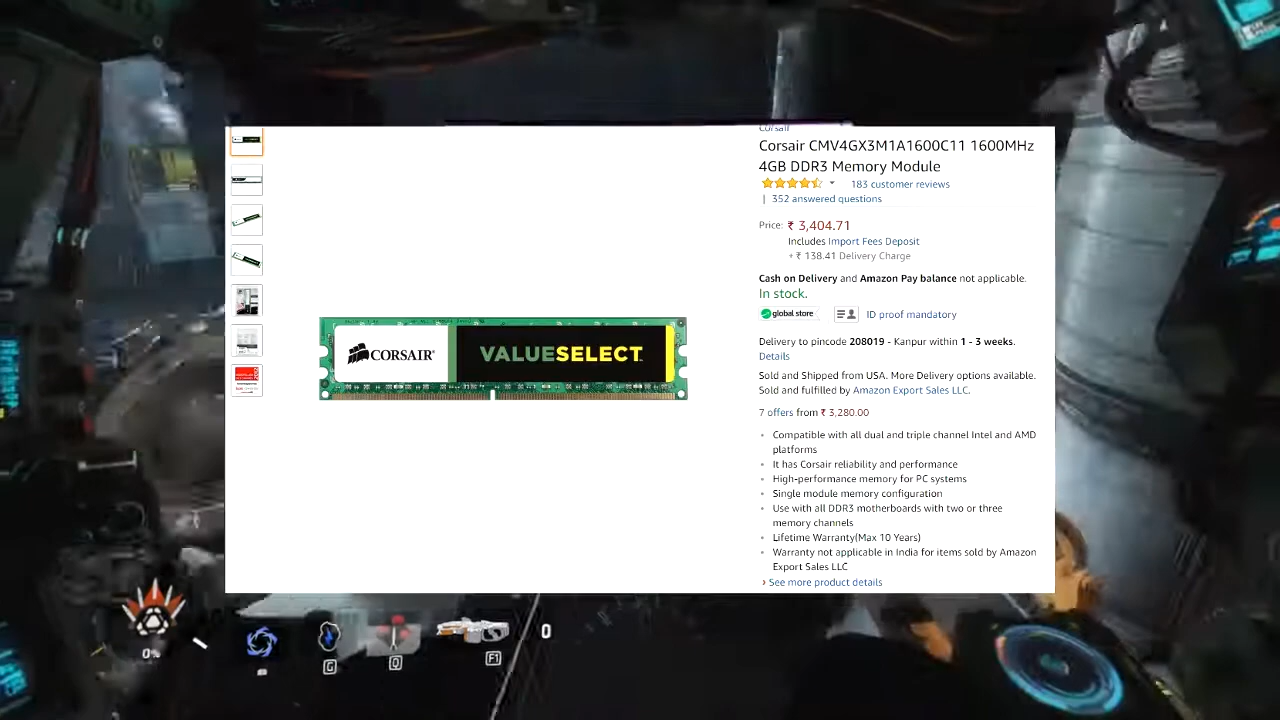 Corsair
Corsair CMV4GX3M1A1600C11 1600MHz
4GB DDR3 Memory Module
183 customer reviews
| 352 answered questions
Price: ₹ 3,404.71
Includes Import Fees Deposit
+ ₹ 138.41 Delivery Charge
Cash on Delivery and Amazon Pay balance not applicable.
In stock.
global store ID proof mandatory
Delivery to pincode 208019 - Kanpur within 1 - 3 weeks.
Details
Sold and Shipped from USA. More Delivery options available.
Sold and fulfilled by Amazon Export Sales LLC.
7 offers from ₹ 3,280.00
• Compatible with all dual and triple channel Intel and AMD
platforms
• It has Corsair reliability and performance
• High-performance memory for PC systems
• Single module memory configuration
• Use with all DDR3 motherboards with two or three
memory channels
• Lifetime Warranty(Max 10 Years)
• Warranty not applicable in India for items sold by Amazon
Export Sales LLC
› See more product details
CORSAIR
VALUESELECT
0%
G
Q
F1
0